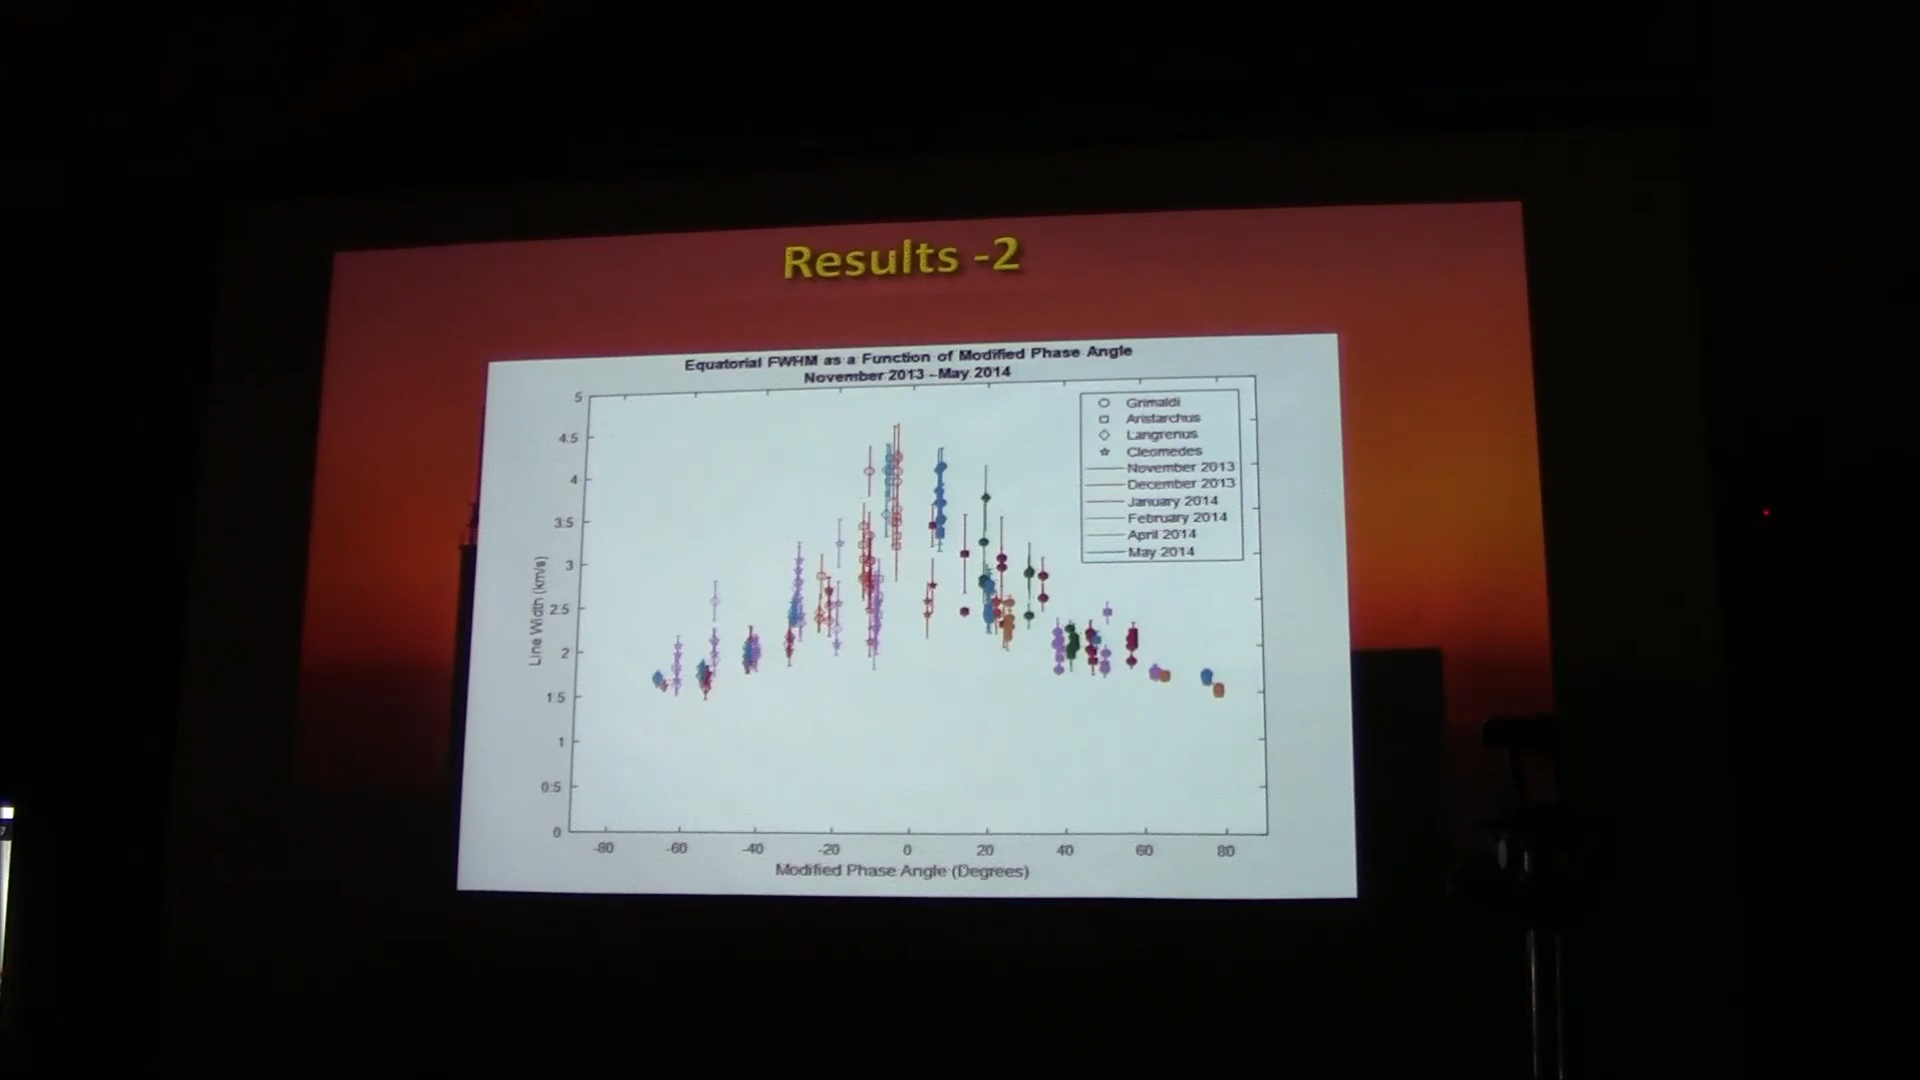 Results -2
Equatorial FWHM as a Function of Modified Phase Angle
November 2013 - May 2014
5
4.5
4
3.5
3
2.5
2
1.5
1
0.5
0
Line Width (km/s)
Grimaldi
Aristarchus
Langrenus
Cleomedes
November 2013
December 2013
January 2014
February 2014
April 2014
May 2014
-80 -60 -40 -20 0 20 40 60 80
Modified Phase Angle (Degrees)